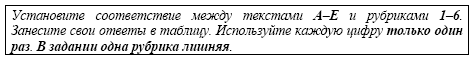 Установите соответствие между текстами А–Е и рубриками 1–6.
Занесите свои ответы в таблицу. Используйте каждую цифру только один
раз. В задании одна рубрика лишняя.